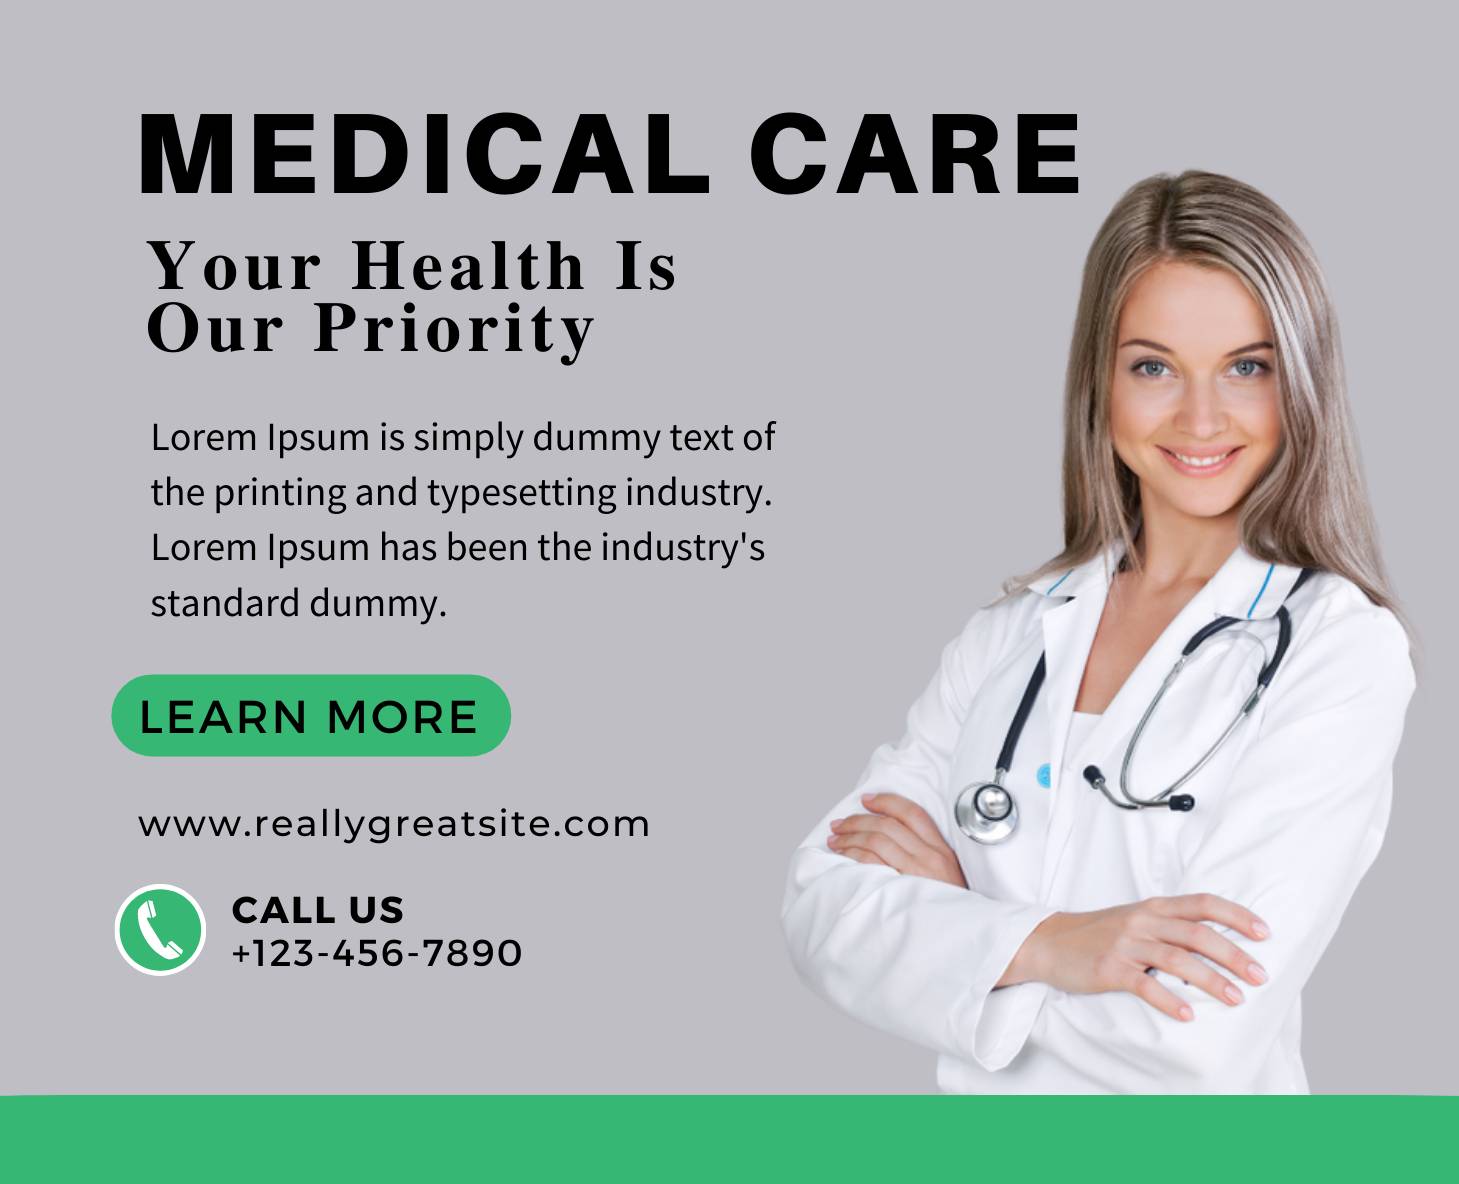 MEDICAL CARE
Your Health Is
Our Priority
Lorem Ipsum is simply dummy text of
the printing and typesetting industry.
Lorem Ipsum has been the industry's
standard dummy.
LEARN MORE
www.reallygreatsite.com
CALL US
+123-456-7890